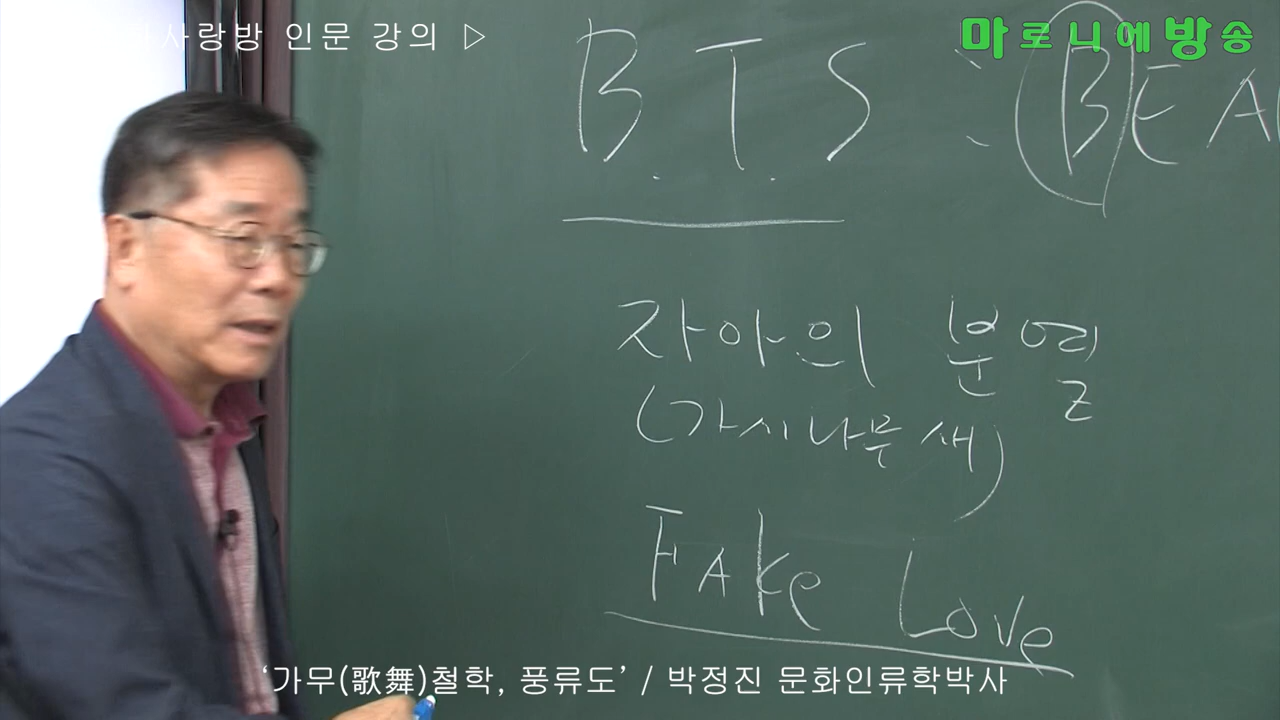 사랑방 인문 강의 ▷
마로니에방송
B.T.S : BEA
자아의 분열
(가시나무새)
FAke Love
‘가무(歌舞)철학, 풍류도’ / 박정진 문화인류학박사